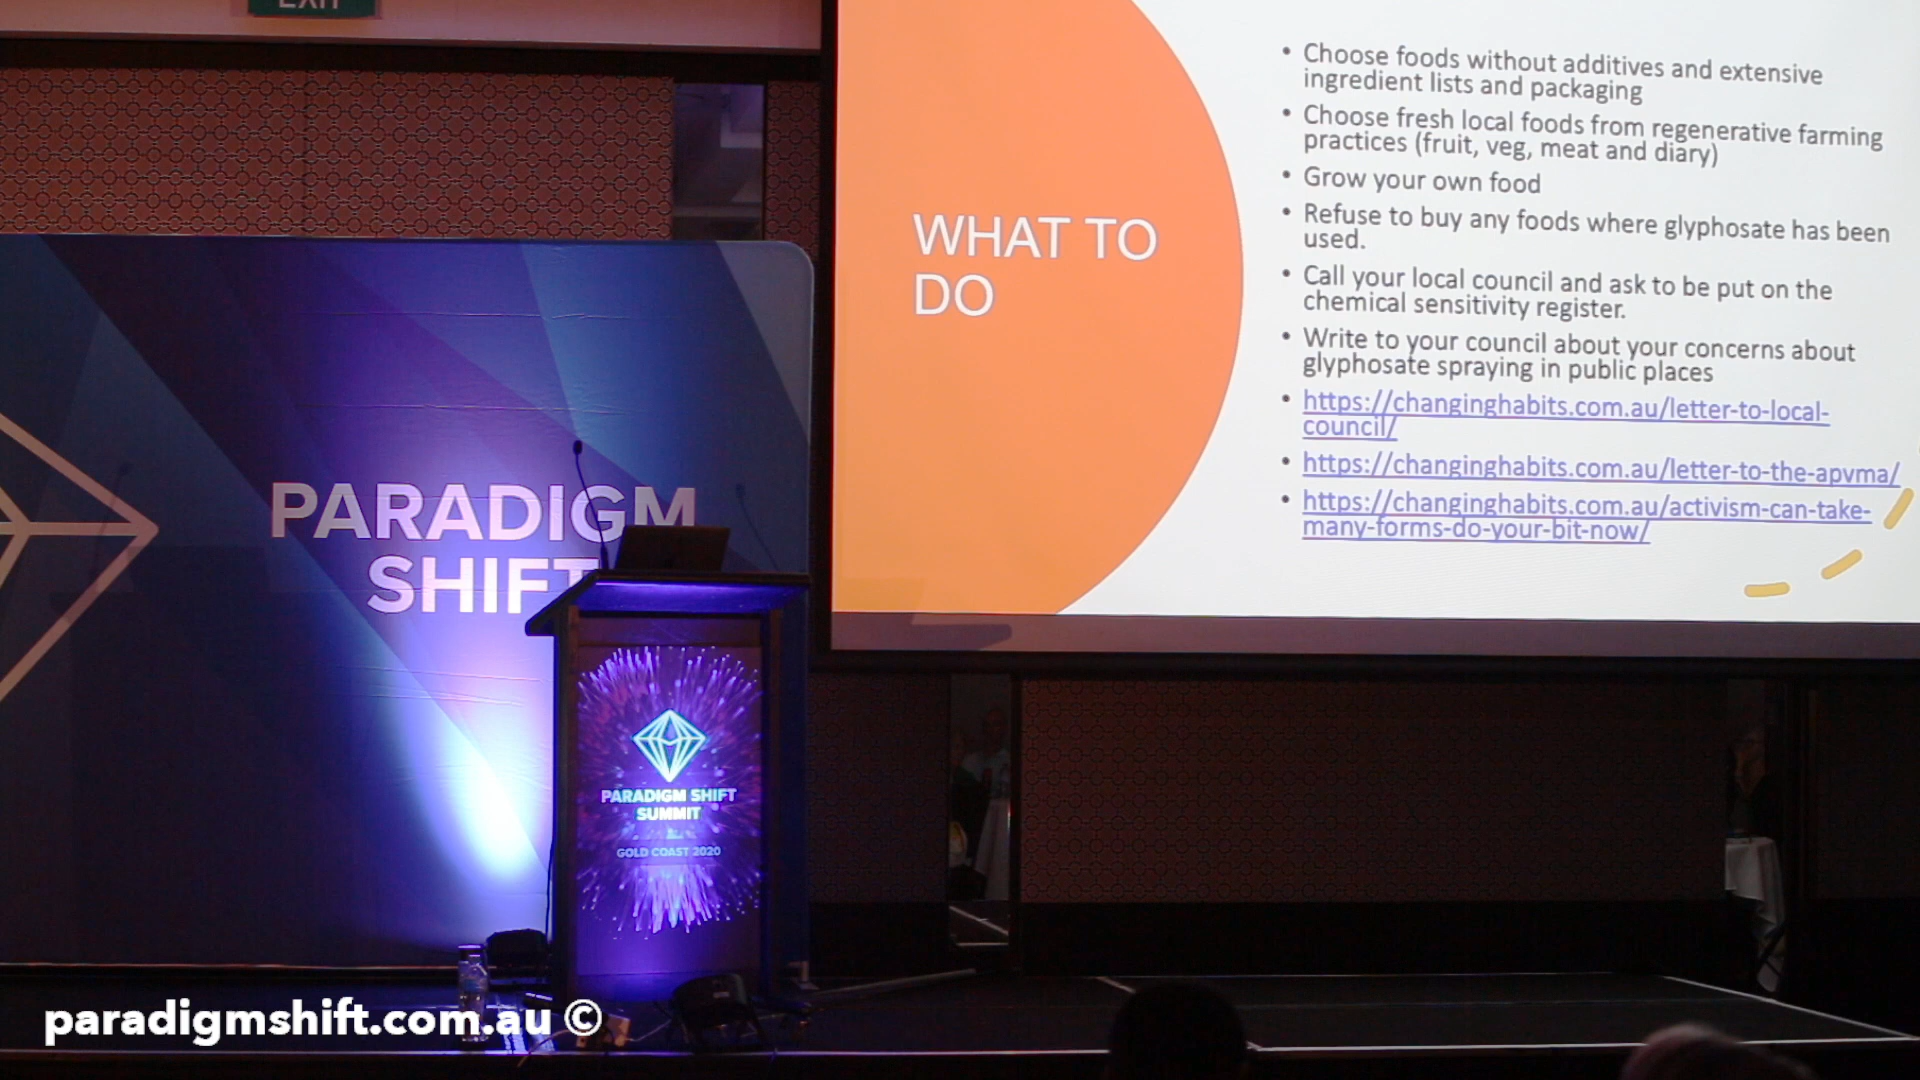 EXIT
• Choose foods without additives and extensive
ingredient lists and packaging
• Choose fresh local foods from regenerative farming
practices (fruit, veg, meat and diary)
• Grow your own food
• Refuse to buy any foods where glyphosate has been
used.
• Call your local council and ask to be put on the
chemical sensitivity register.
• Write to your council about your concerns about
glyphosate spraying in public places
• https://changinghabits.com.au/letter-to-local-
council/
• https://changinghabits.com.au/letter-to-the-apvma/
• https://changinghabits.com.au/activism-can-take-
many-forms-do-your-bit-now/
WHAT TO
DO
PARADIGM
SHIFT
PARADIGM SHIFT
SUMMIT
GOLD COAST 2020
paradigmshift.com.au ©